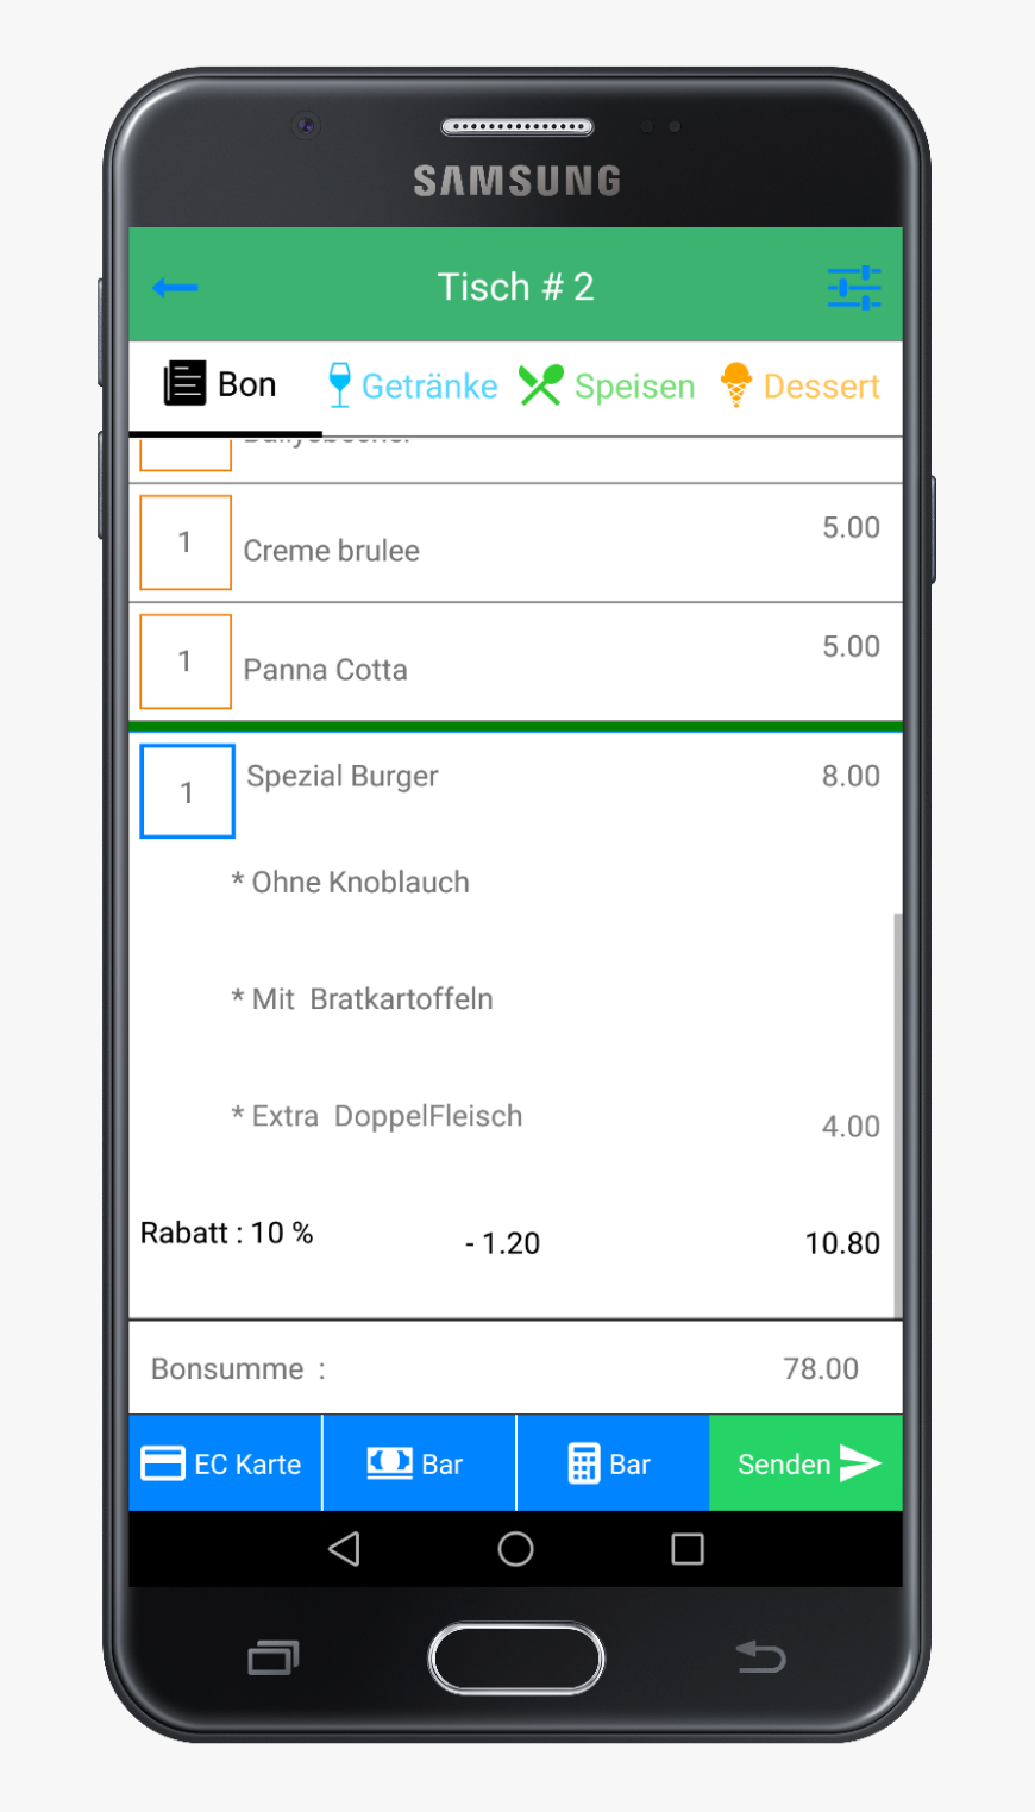 SAMSUNG
Tisch # 2
Bon Getränke Speisen Dessert
1 Creme brulee 5.00
1 Panna Cotta 5.00
1 Spezial Burger 8.00
* Ohne Knoblauch
* Mit Bratkartoffeln
* Extra DoppelFleisch 4.00
Rabatt : 10 % - 1.20 10.80
Bonsumme : 78.00
EC Karte Bar Bar Senden